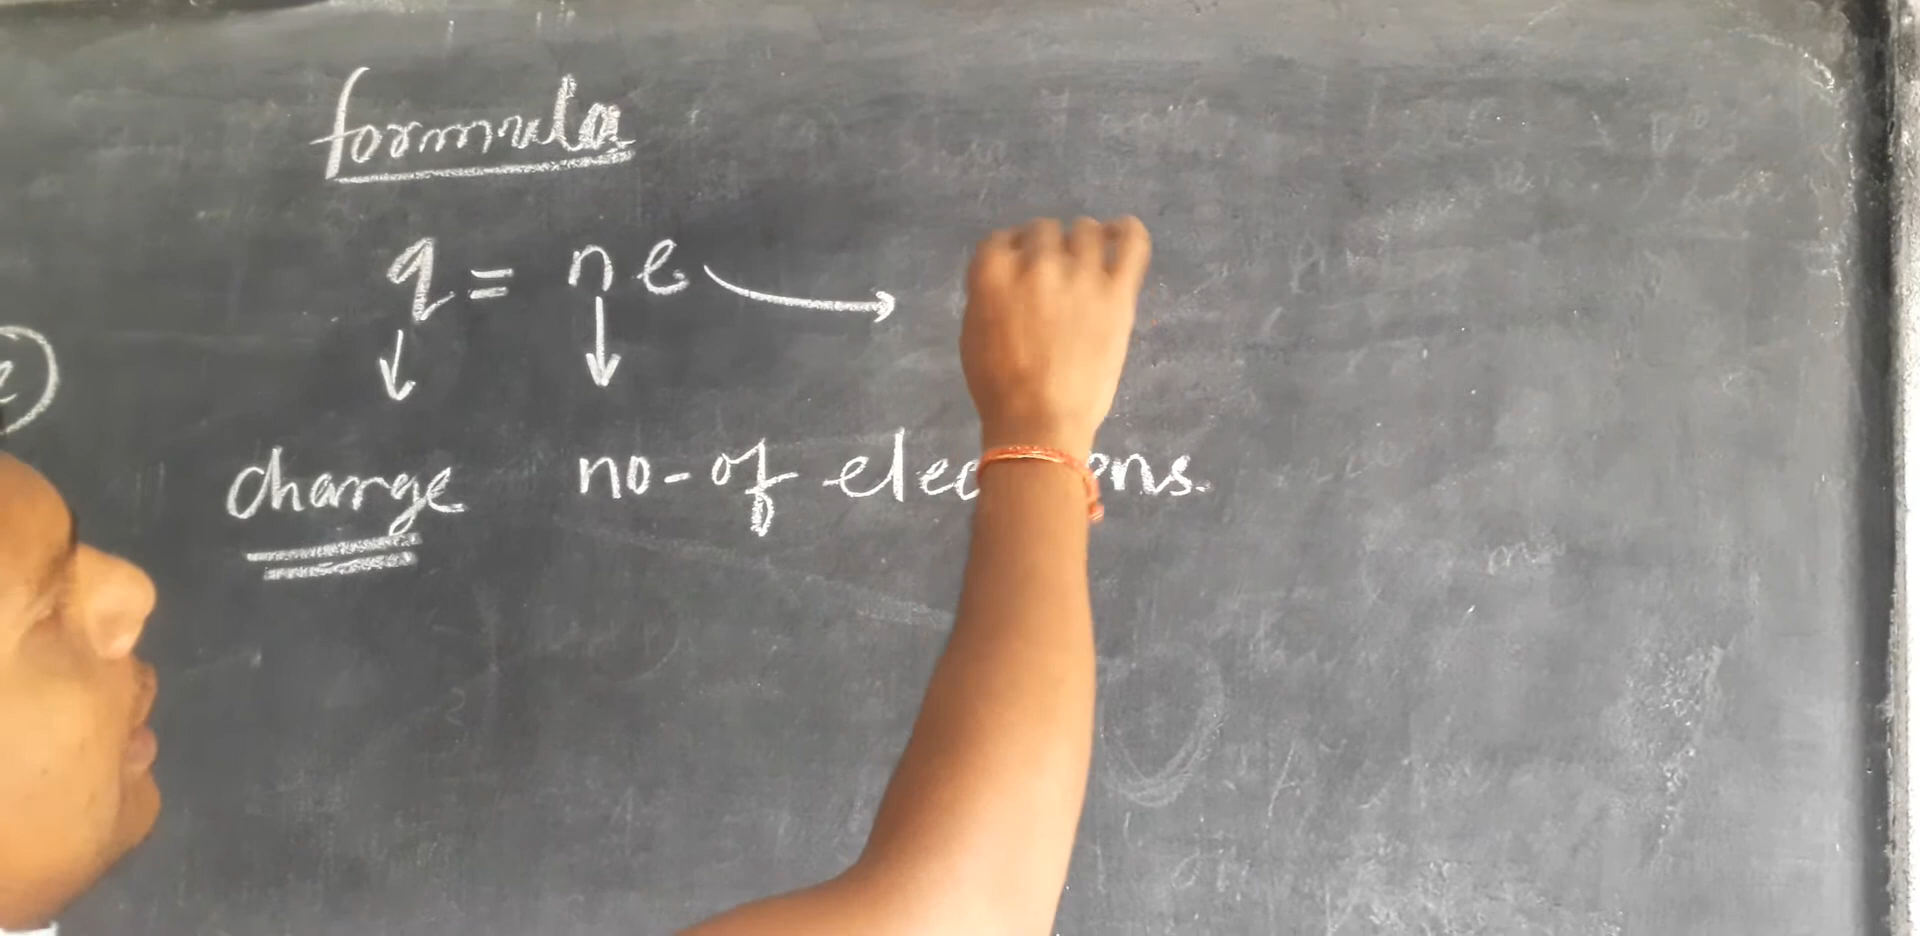 formula
q = ne
charge no-of